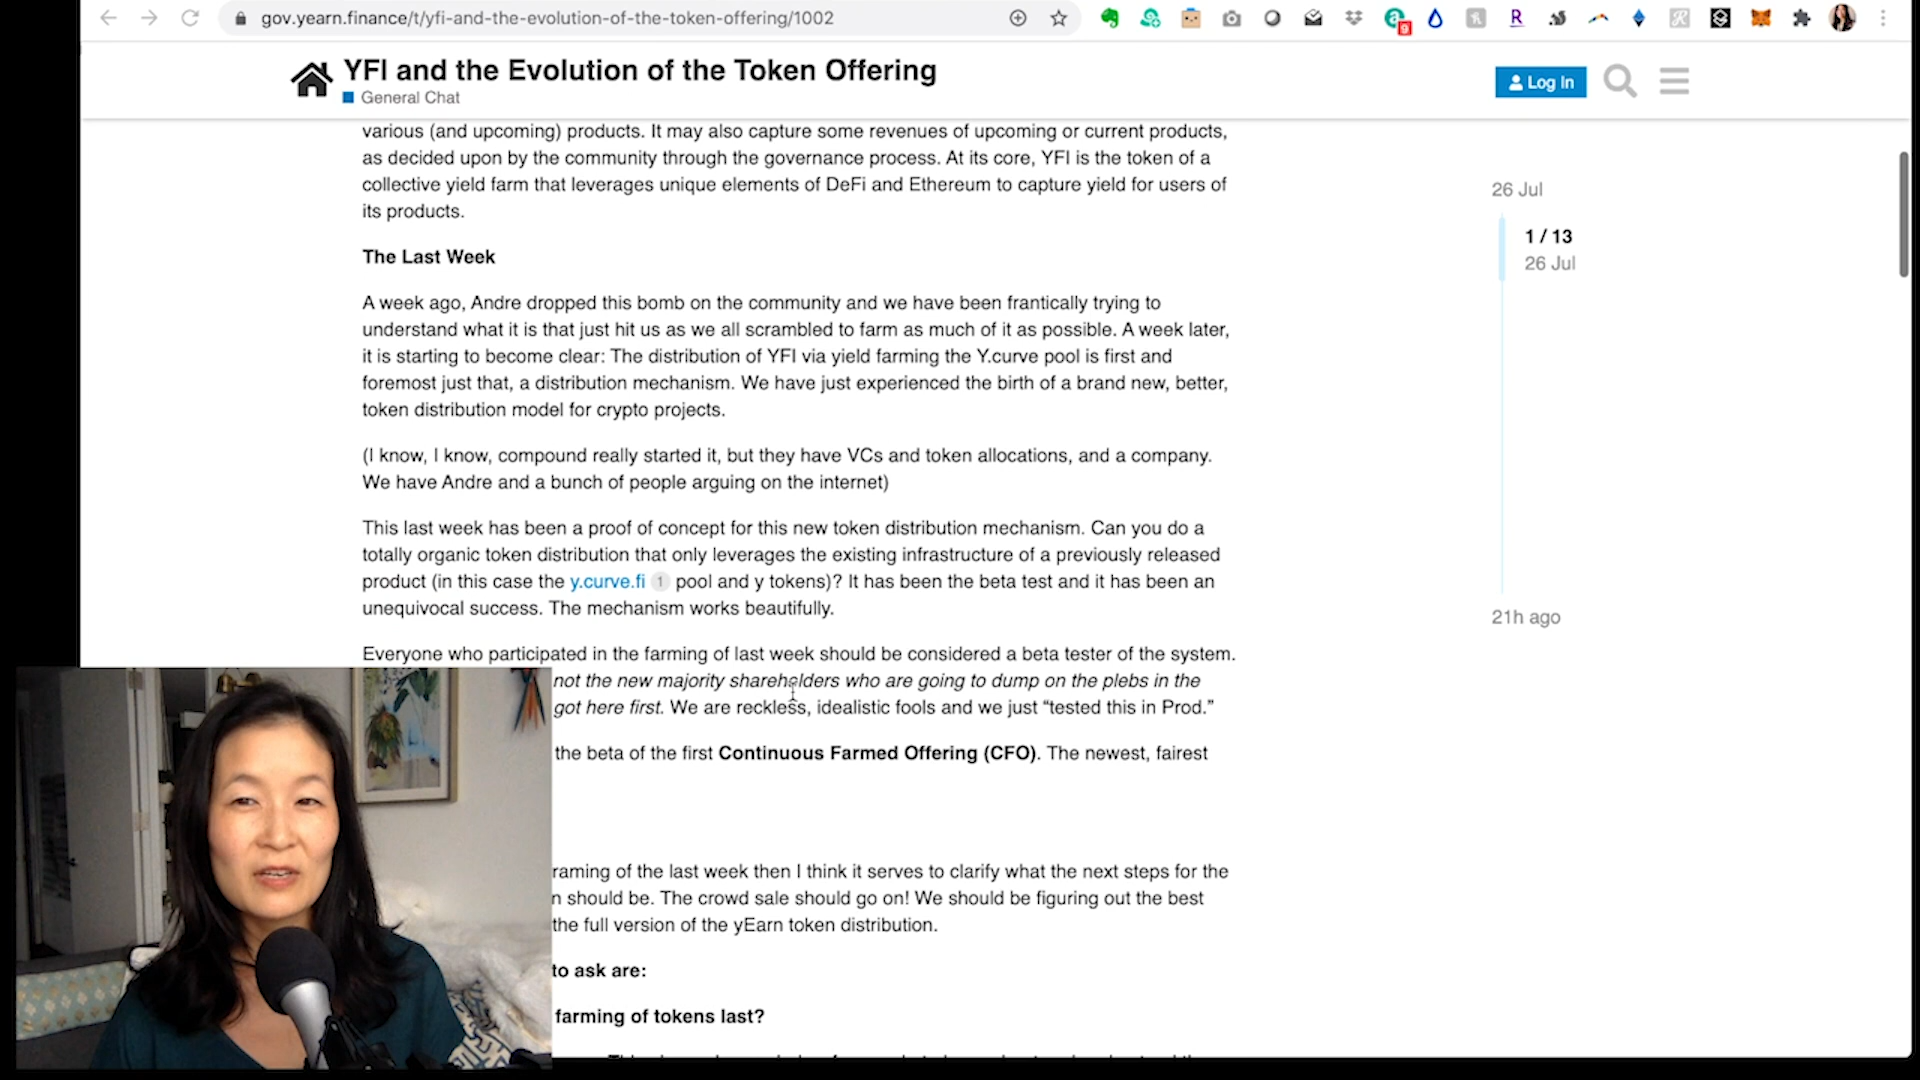 gov.yearn.finance/t/yfi-and-the-evolution-of-the-token-offering/1002
YFI and the Evolution of the Token Offering
General Chat
Log In
various (and upcoming) products. It may also capture some revenues of upcoming or current products,
as decided upon by the community through the governance process. At its core, YFI is the token of a
collective yield farm that leverages unique elements of DeFi and Ethereum to capture yield for users of
its products.
26 Jul
1 / 13
26 Jul
21h ago
The Last Week
A week ago, Andre dropped this bomb on the community and we have been frantically trying to
understand what it is that just hit us as we all scrambled to farm as much of it as possible. A week later,
it is starting to become clear: The distribution of YFI via yield farming the Y.curve pool is first and
foremost just that, a distribution mechanism. We have just experienced the birth of a brand new, better,
token distribution model for crypto projects.
(I know, I know, compound really started it, but they have VCs and token allocations, and a company.
We have Andre and a bunch of people arguing on the internet)
This last week has been a proof of concept for this new token distribution mechanism. Can you do a
totally organic token distribution that only leverages the existing infrastructure of a previously released
product (in this case the y.curve.fi 1 pool and y tokens)? It has been the beta test and it has been an
unequivocal success. The mechanism works beautifully.
Everyone who participated in the farming of last week should be considered a beta tester of the system.
not the new majority shareholders who are going to dump on the plebs in the
got here first. We are reckless, idealistic fools and we just “tested this in Prod.”
the beta of the first Continuous Farmed Offering (CFO). The newest, fairest
raming of the last week then I think it serves to clarify what the next steps for the
n should be. The crowd sale should go on! We should be figuring out the best
the full version of the yEarn token distribution.
to ask are:
farming of tokens last?